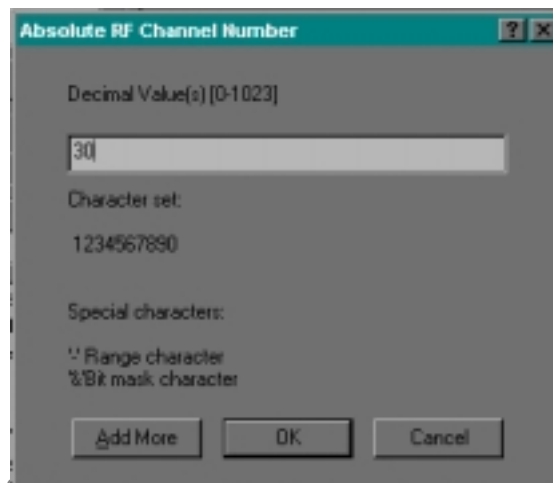 Absolute RF Channel Number
Decimal Value(s) [0-1023]
30
Character set:
1234567890
Special characters:
'-' Range character
'&'Bit mask character
Add More OK Cancel